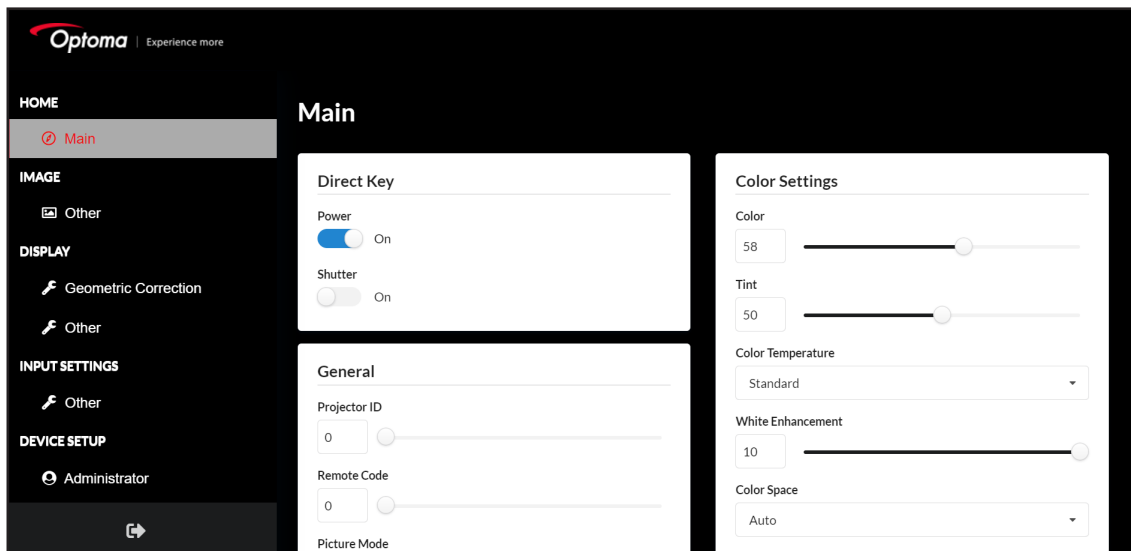 Optoma | Experience more
HOME
Main
IMAGE
Other
DISPLAY
Geometric Correction
Other
INPUT SETTINGS
Other
DEVICE SETUP
Administrator
Main
Direct Key
Power
On
Shutter
On
General
Projector ID
0
Remote Code
0
Picture Mode
Color Settings
Color
58
Tint
50
Color Temperature
Standard
White Enhancement
10
Color Space
Auto